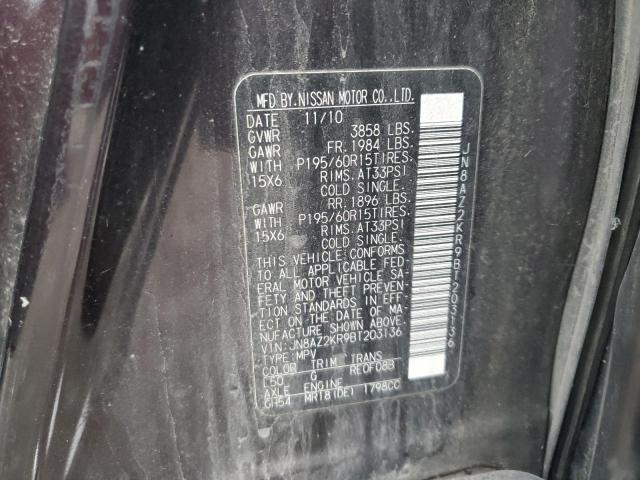 MFD BY.NISSAN MOTOR CO.,LTD.
DATE 11/10
GVWR 3858 LBS.
GAWR FR. 1984 LBS.
WITH P195/60R15TIRES.
15X6 RIMS. AT33PSI
COLD SINGLE.
GAWR RR. 1896 LBS.
WITH P195/60R15TIRES.
15X6 RIMS. AT33PSI
COLD SINGLE.
THIS VEHICLE CONFORMS
TO ALL APPLICABLE FED-
ERAL MOTOR VEHICLE SA-
FETY AND THEFT PREVEN-
TION STANDARDS IN EFF-
ECT ON THE DATE OF MA-
NUFACTURE SHOWN ABOVE.
VIN:JN8AZ2KR9BT203136
TYPE:MPV
COLOR TRIM TRANS
L50 G RE0F08B
AXLE ENGINE
GH54 MR18(DE) 1798CC
JN8AZ2KR9BT203136